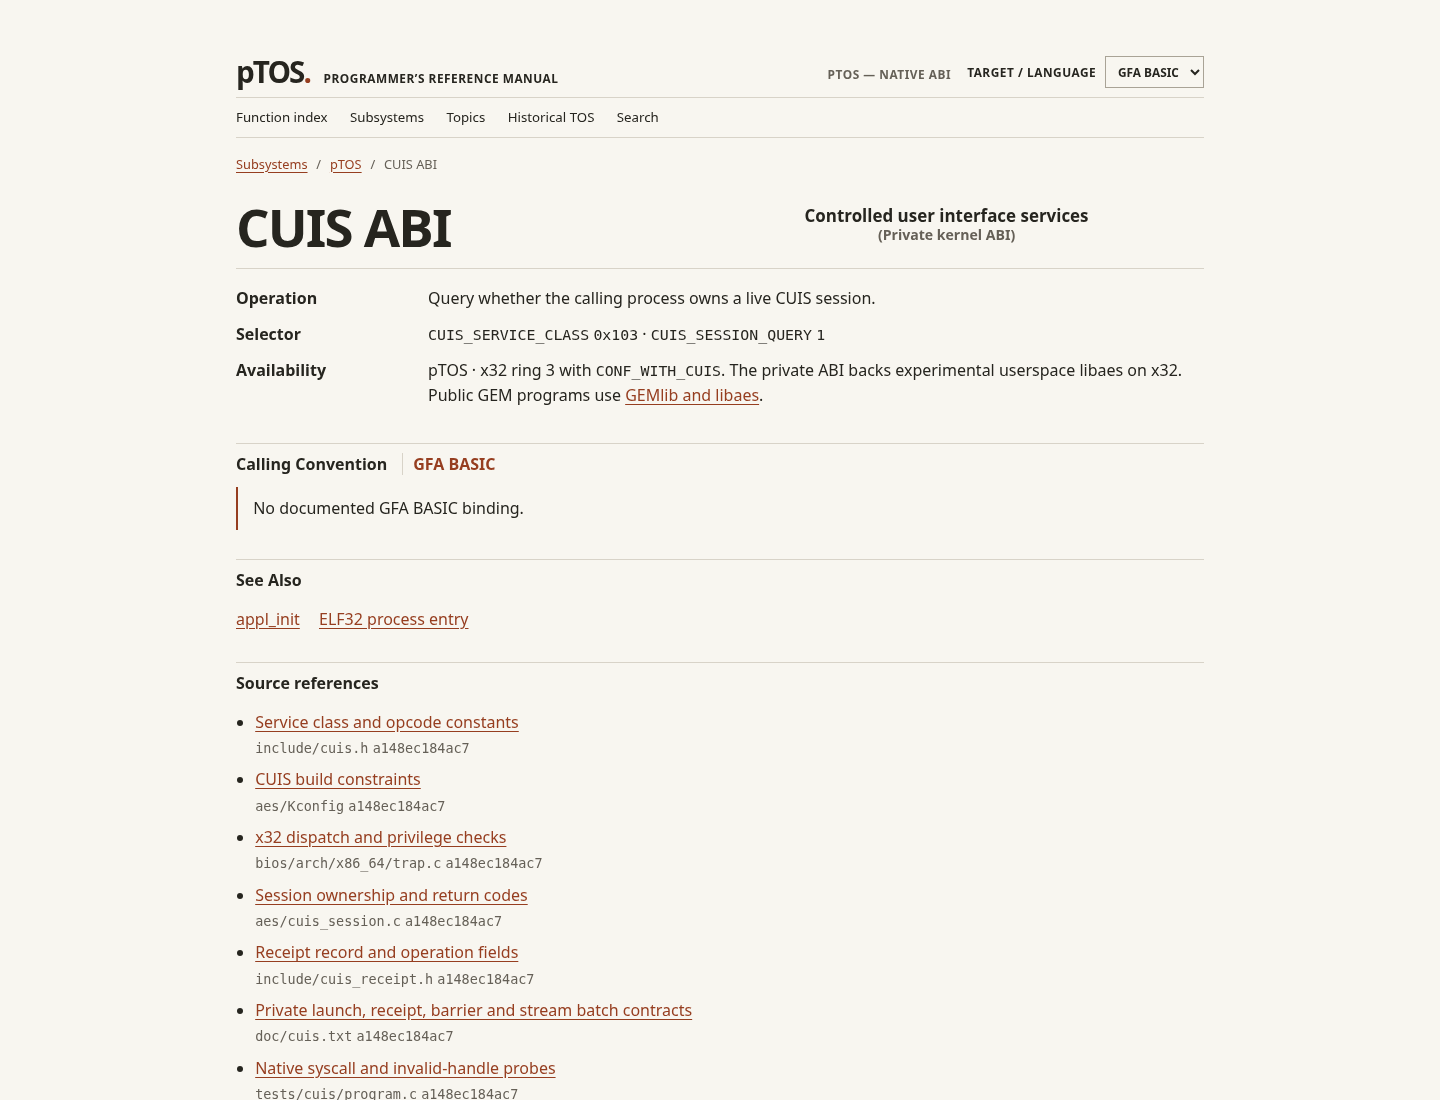 pTOS. PROGRAMMER’S REFERENCE MANUAL
PTOS — NATIVE ABI TARGET / LANGUAGE GFA BASIC
Function index Subsystems Topics Historical TOS Search
Subsystems / pTOS / CUIS ABI
CUIS ABI
Controlled user interface services
(Private kernel ABI)
Operation Query whether the calling process owns a live CUIS session.
Selector CUIS_SERVICE_CLASS 0x103 · CUIS_SESSION_QUERY 1
Availability pTOS · x32 ring 3 with CONF_WITH_CUIS. The private ABI backs experimental userspace libaes on x32.
Public GEM programs use GEMlib and libaes.
Calling Convention GFA BASIC
No documented GFA BASIC binding.
See Also
appl_init ELF32 process entry
Source references
Service class and opcode constants
include/cuis.h a148ec184ac7
CUIS build constraints
aes/Kconfig a148ec184ac7
x32 dispatch and privilege checks
bios/arch/x86_64/trap.c a148ec184ac7
Session ownership and return codes
aes/cuis_session.c a148ec184ac7
Receipt record and operation fields
include/cuis_receipt.h a148ec184ac7
Private launch, receipt, barrier and stream batch contracts
doc/cuis.txt a148ec184ac7
Native syscall and invalid-handle probes
tests/cuis/program.c a148ec184ac7